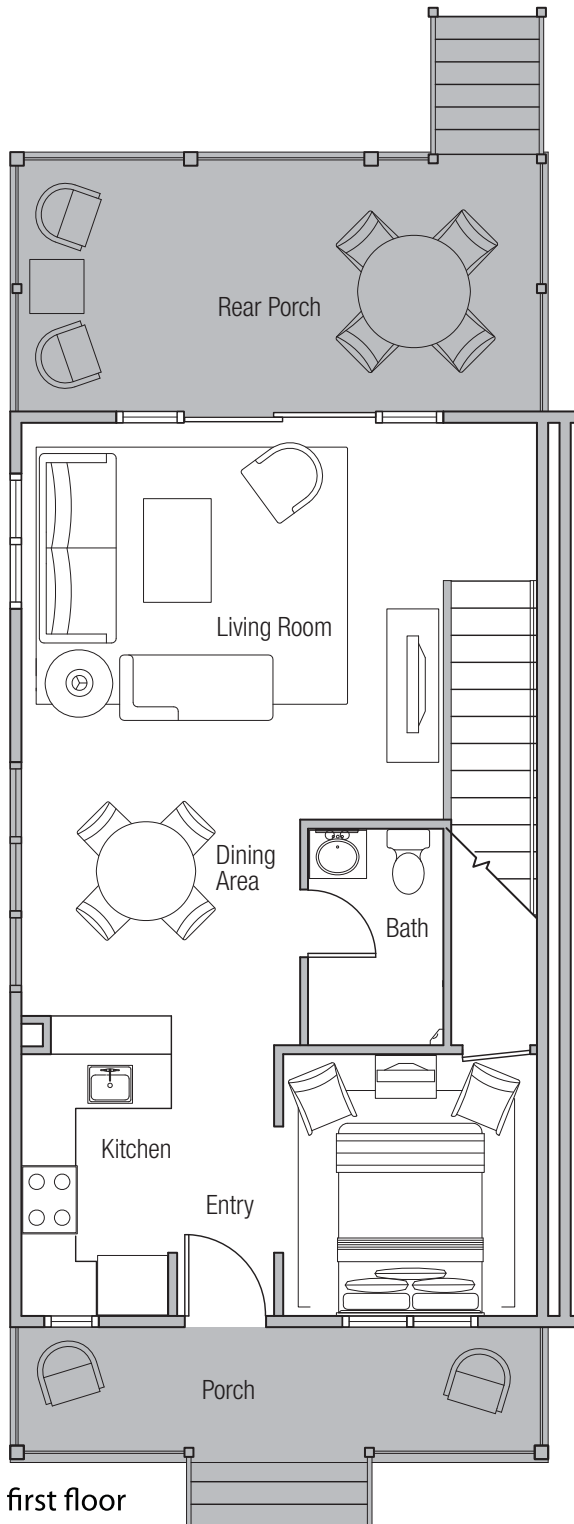 Rear Porch
Living Room
Dining
Area
Bath
Kitchen
Entry
Porch
first floor